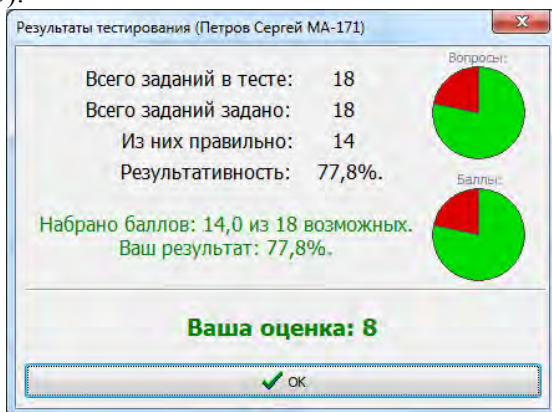 ).
Результаты тестирования (Петров Сергей МА-171)
Вопросы:
Всего заданий в тесте: 18
Всего заданий задано: 18
Из них правильно: 14
Результативность: 77,8%.
Баллы:
Набрано баллов: 14,0 из 18 возможных.
Ваш результат: 77,8%.
Ваша оценка: 8
OK